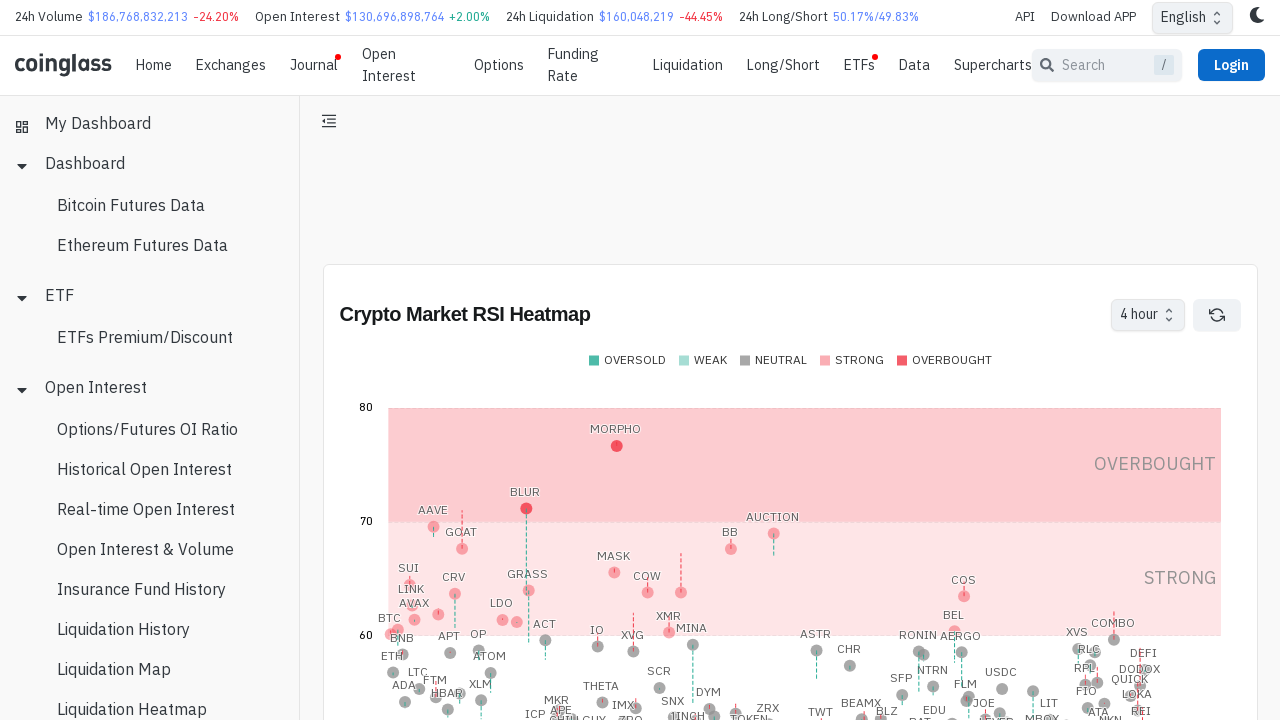 24h Volume $186,768,832,213 -24.20% Open Interest $130,696,898,764 +2.00% 24h Liquidation $160,048,219 -44.45% 24h Long/Short 50.17%/49.83% API Download APP English
coinglass Home Exchanges Journal Open Interest Options Funding Rate Liquidation Long/Short ETFs Data Supercharts Search / Login
My Dashboard
Dashboard
Bitcoin Futures Data
Ethereum Futures Data
ETF
ETFs Premium/Discount
Open Interest
Options/Futures OI Ratio
Historical Open Interest
Real-time Open Interest
Open Interest & Volume
Insurance Fund History
Liquidation History
Liquidation Map
Liquidation Heatmap
Crypto Market RSI Heatmap 4 hour
OVERSOLD WEAK NEUTRAL STRONG OVERBOUGHT
80
MORPHO
OVERBOUGHT
BLUR
AAVE
70
AUCTION
GOAT BB
MASK
SUI
CRV GRASS COW COS
STRONG
LINK
AVAX LDO
BTC XMR BEL
ACT COMBO
60
BNB APT OP IO XVG MINA ASTR RONIN AERGO XVS
ETH ATOM CHR RLC DEFI
LTC SCR NTRN USDC RPL DODOX
ADA FTM XLM THETA SFP FLM QUICK
HBAR DYM FIO LOKA
MKR IMX SNX ZRX BEAMX JOE LIT
ICP APE TWT BLZ EDU ATA REI
1INCH TOKEN